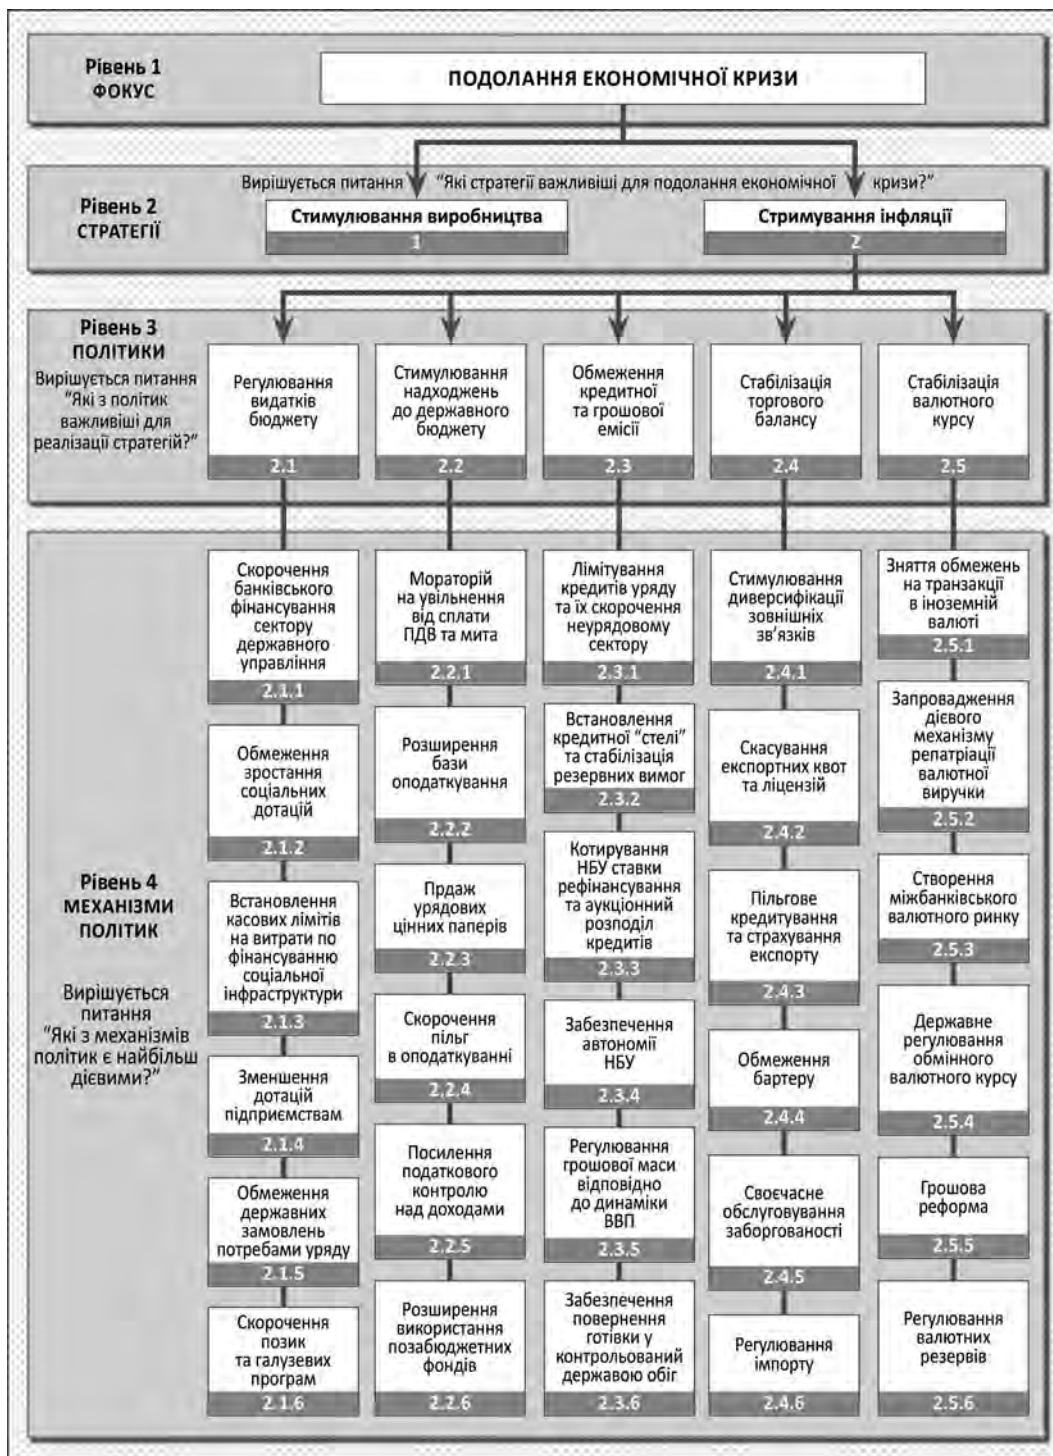 Рівень 1
ФОКУС
ПОДОЛАННЯ ЕКОНОМІЧНОЇ КРИЗИ
Рівень 2
СТРАТЕГІЇ
Вирішується питання "Які стратегії важливіші для подолання економічної кризи?"
Стимулювання виробництва
1
Стримування інфляції
2
Рівень 3
ПОЛІТИКИ
Вирішується питання
"Які з політик
важливіші для
реалізації стратегій?"
Регулювання
видатків
бюджету
2.1
Стимулювання
надходжень
до державного
бюджету
2.2
Обмеження
кредитної
та грошової
емісії
2.3
Стабілізація
торгового
балансу
2.4
Стабілізація
валютного
курсу
2.5
Рівень 4
МЕХАНІЗМИ
ПОЛІТИК
Вирішується
питання
"Які з механізмів
політик є найбільш
дієвими?"
Скорочення
банківського
фінансування
сектору
державного
управління
2.1.1
Обмеження
зростання
соціальних
дотацій
2.1.2
Встановлення
касових лімітів
на витрати по
фінансуванню
соціальної
інфраструктури
2.1.3
Зменшення
дотацій
підприємствам
2.1.4
Обмеження
державних
замовлень
потребами уряду
2.1.5
Скорочення
позик
та галузевих
програм
2.1.6
Мораторій
на увільнення
від сплати
ПДВ та мита
2.2.1
Розширення
бази
оподаткування
2.2.2
Прдаж
урядових
цінних паперів
2.2.3
Скорочення
пільг
в оподаткуванні
2.2.4
Посилення
податкового
контролю
над доходами
2.2.5
Розширення
використання
позабюджетних
фондів
2.2.6
Лімітування
кредитів уряду
та їх скорочення
неурядовому
сектору
2.3.1
Встановлення
кредитної "стелі"
та стабілізація
резервних вимог
2.3.2
Котирування
НБУ ставки
рефінансування
та аукціонний
розподіл
кредитів
2.3.3
Забезпечення
автономії
НБУ
2.3.4
Регулювання
грошової маси
відповідно
до динаміки
ВВП
2.3.5
Забезпечення
повернення
готівки у
контрольований
державою обіг
2.3.6
Стимулювання
диверсифікації
зовнішніх
зв'язків
2.4.1
Скасування
експортних квот
та ліцензій
2.4.2
Пільгове
кредитування
та страхування
експорту
2.4.3
Обмеження
бартеру
2.4.4
Своєчасне
обслуговування
заборгованості
2.4.5
Регулювання
імпорту
2.4.6
Зняття обмежень
на транзакції
в іноземній
валюті
2.5.1
Запровадження
дієвого
механізму
репатріації
валютної
виручки
2.5.2
Створення
міжбанківського
валютного ринку
2.5.3
Державне
регулювання
обмінного
валютного курсу
2.5.4
Грошова
реформа
2.5.5
Регулювання
валютних
резервів
2.5.6